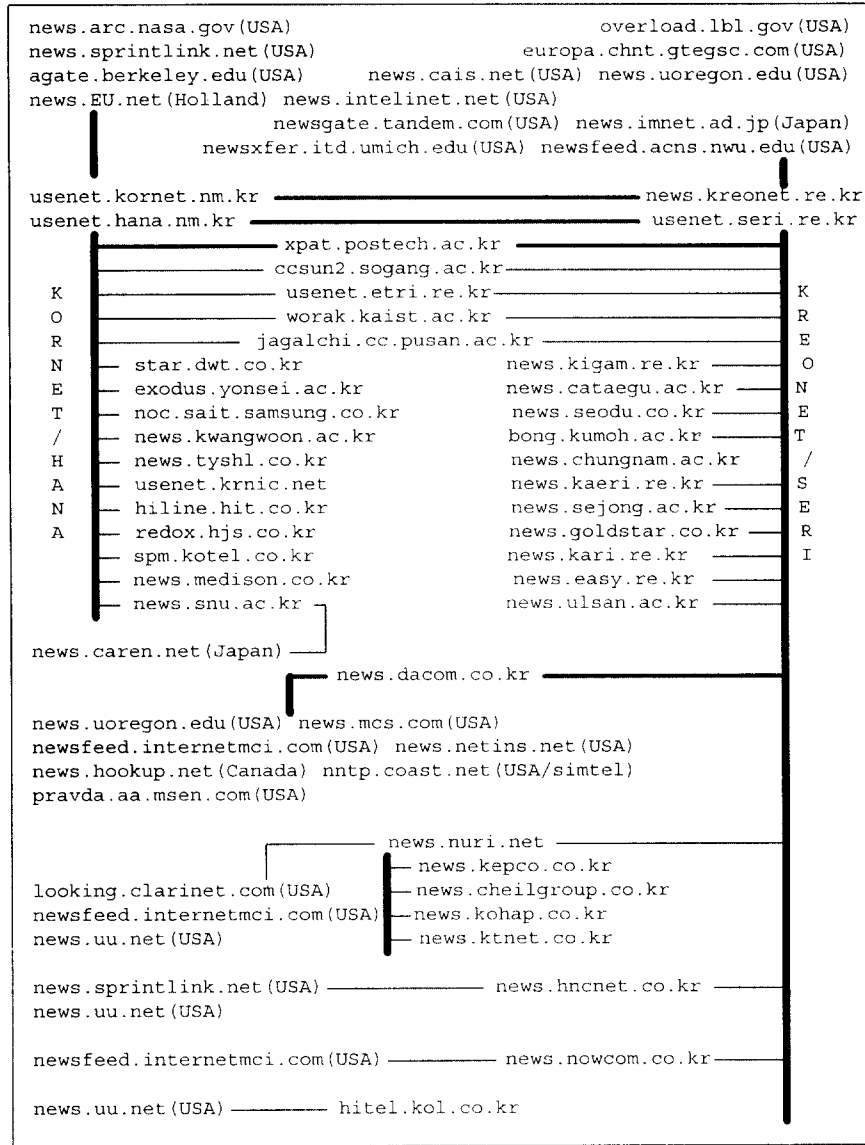 news.arc.nasa.gov(USA) overload.lbl.gov(USA)
news.sprintlink.net(USA) europa.chnt.gtegsc.com(USA)
agate.berkeley.edu(USA) news.cais.net(USA) news.uoregon.edu(USA)
news.EU.net(Holland) news.intelinet.net(USA)
newsgate.tandem.com(USA) news.imnet.ad.jp(Japan)
newsxfer.itd.umich.edu(USA) newsfeed.acns.nwu.edu(USA)
usenet.kornet.nm.kr news.kreonet.re.kr
usenet.hana.nm.kr usenet.seri.re.kr
xpat.postech.ac.kr
ccsun2.sogang.ac.kr
usenet.etri.re.kr
worak.kaist.ac.kr
jagalchi.cc.pusan.ac.kr
KORNET/HANA
star.dwt.co.kr
exodus.yonsei.ac.kr
noc.sait.samsung.co.kr
news.kwangwoon.ac.kr
news.tyshl.co.kr
usenet.krnic.net
hiline.hit.co.kr
redox.hjs.co.kr
spm.kotel.co.kr
news.medison.co.kr
news.snu.ac.kr
news.kigam.re.kr
news.cataegu.ac.kr
news.seodu.co.kr
bong.kumoh.ac.kr
news.chungnam.ac.kr
news.kaeri.re.kr
news.sejong.ac.kr
news.goldstar.co.kr
news.kari.re.kr
news.easy.re.kr
news.ulsan.ac.kr
KREONET/SERI
news.caren.net(Japan)
news.dacom.co.kr
news.uoregon.edu(USA) news.mcs.com(USA)
newsfeed.internetmci.com(USA) news.netins.net(USA)
news.hookup.net(Canada) nntp.coast.net(USA/simtel)
pravda.aa.msen.com(USA)
news.nuri.net
news.kepco.co.kr
looking.clarinet.com(USA) news.cheilgroup.co.kr
newsfeed.internetmci.com(USA) news.kohap.co.kr
news.uu.net(USA) news.ktnet.co.kr
news.sprintlink.net(USA) news.hncnet.co.kr
news.uu.net(USA)
newsfeed.internetmci.com(USA) news.nowcom.co.kr
news.uu.net(USA) hitel.kol.co.kr